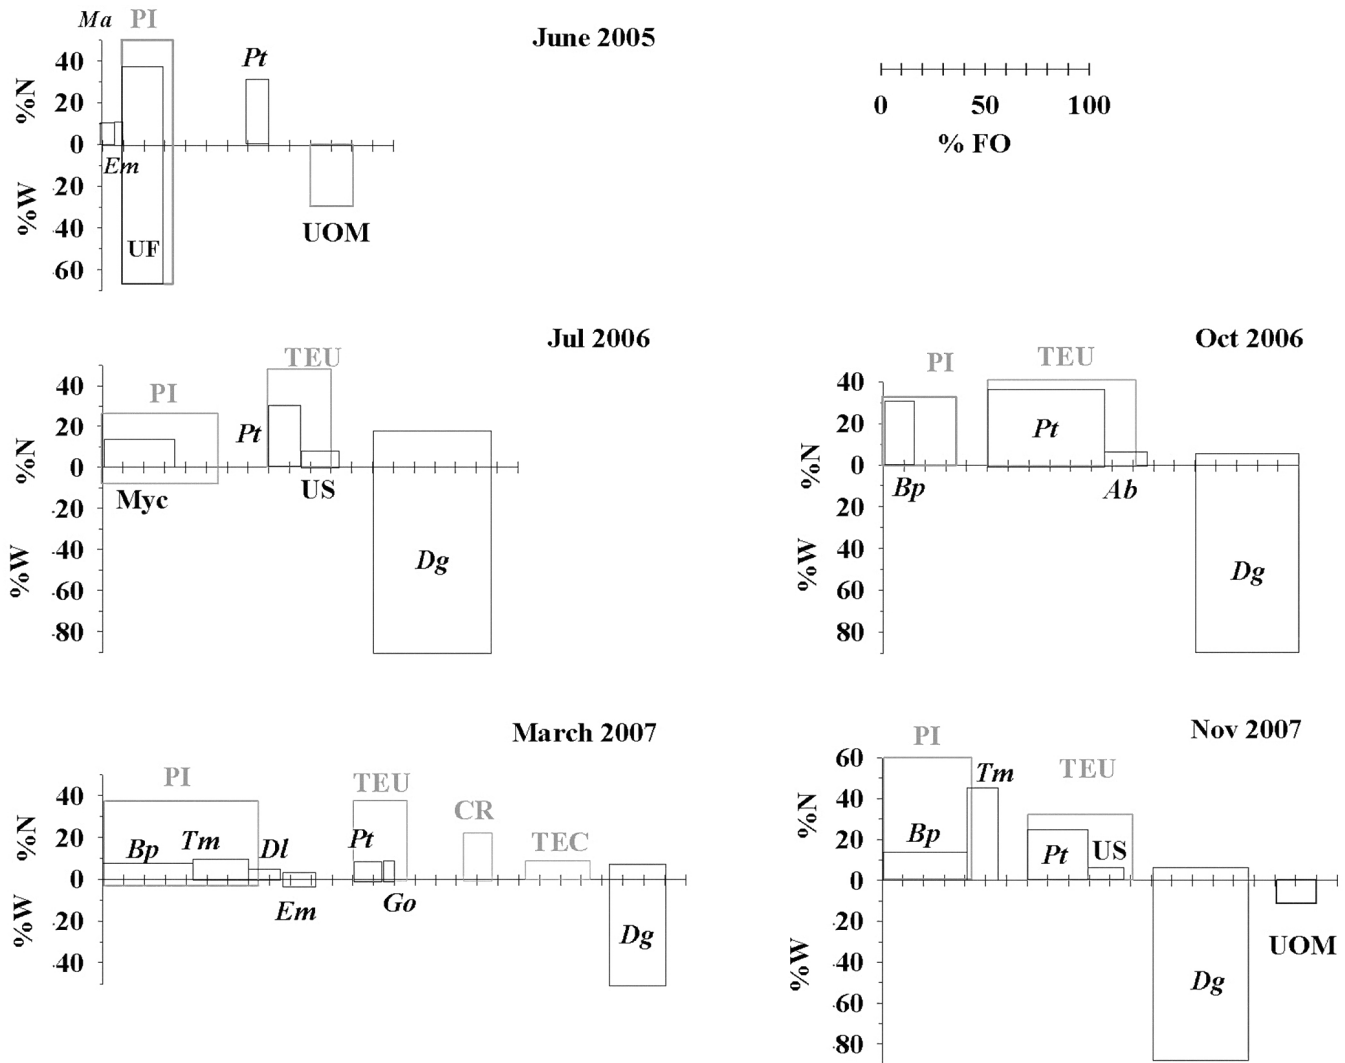 Ma PI
June 2005
40
Pt
%N
20
0
0 50 100
% FO
Em
%W
20
40
UF
UOM
60
Jul 2006
TEU
PI
40
%N
20
Pt
0
Myc
US
%W
20
40
Dg
60
80
Oct 2006
PI
TEU
40
%N
20
Pt
0
Bp
Ab
%W
20
40
Dg
60
80
March 2007
PI
TEU
CR
TEC
40
%N
20
Bp Tm Dl
Pt
0
Em
Go
%W
20
Dg
40
Nov 2007
PI
TEU
60
Tm
40
%N
20
Bp
Pt US
0
20
%W
UOM
40
Dg
60
80